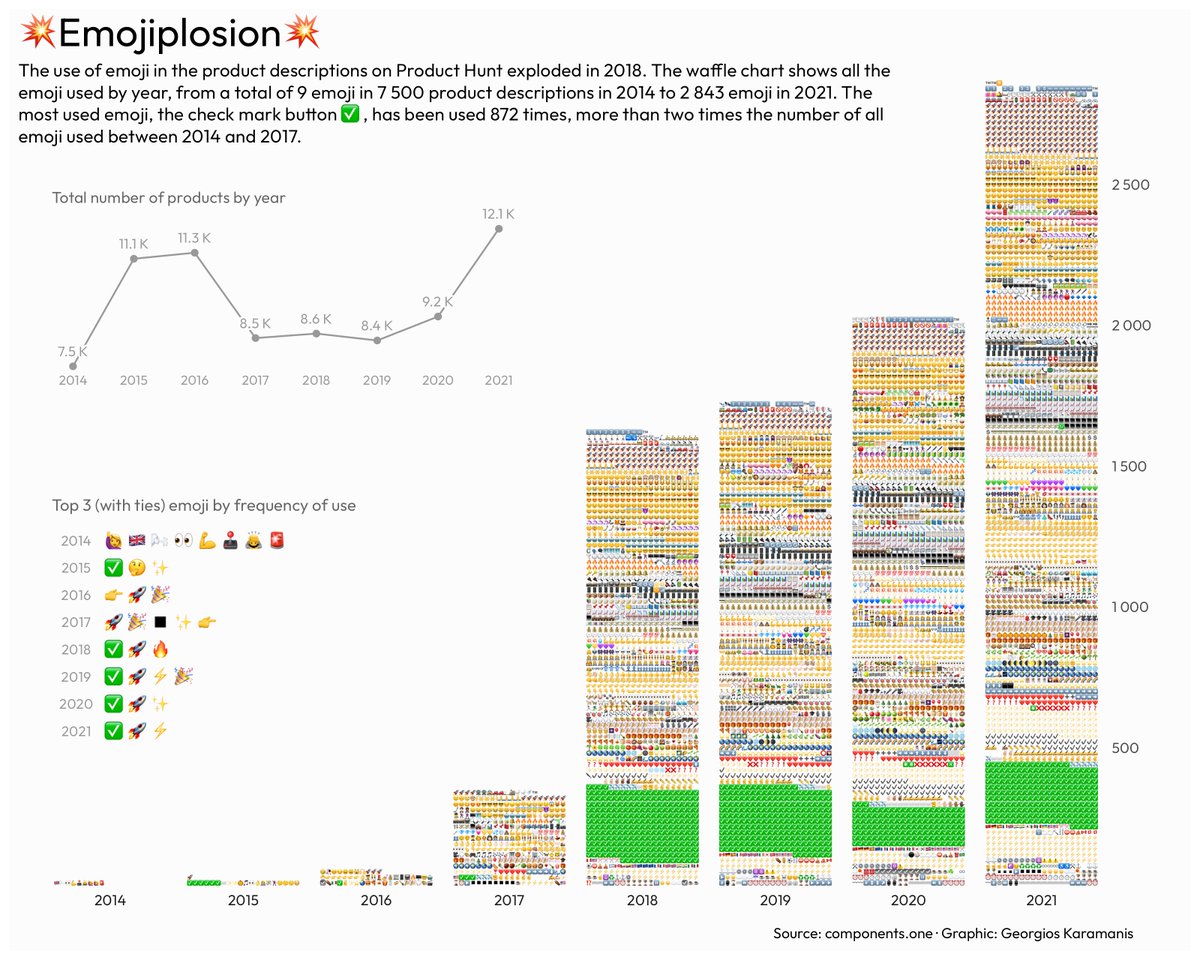 💥Emojiplosion💥
The use of emoji in the product descriptions on Product Hunt exploded in 2018. The waffle chart shows all the
emoji used by year, from a total of 9 emoji in 7 500 product descriptions in 2014 to 2 843 emoji in 2021. The
most used emoji, the check mark button ✅ , has been used 872 times, more than two times the number of all
emoji used between 2014 and 2017.
Total number of products by year
7.5 K
11.1 K
11.3 K
8.5 K
8.6 K
8.4 K
9.2 K
12.1 K
2014 2015 2016 2017 2018 2019 2020 2021
Top 3 (with ties) emoji by frequency of use
2014
2015
2016
2017
2018
2019
2020
2021
2 500
2 000
1 500
1 000
500
2014 2015 2016 2017 2018 2019 2020 2021
Source: components.one · Graphic: Georgios Karamanis